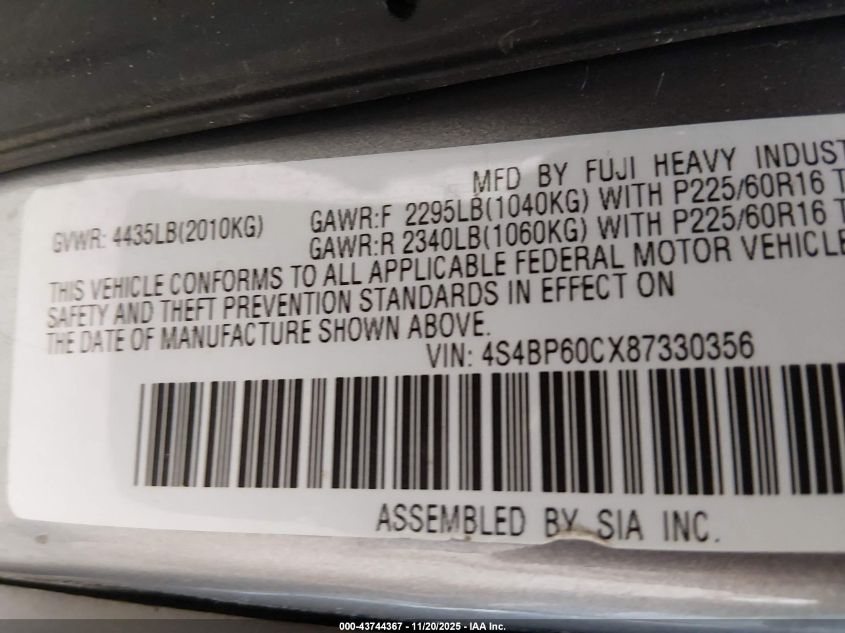 MFD BY FUJI HEAVY INDUST
GVWR: 4435LB(2010KG) GAWR:F 2295LB(1040KG) WITH P225/60R16 T
GAWR:R 2340LB(1060KG) WITH P225/60R16 T
THIS VEHICLE CONFORMS TO ALL APPLICABLE FEDERAL MOTOR VEHICLE
SAFETY AND THEFT PREVENTION STANDARDS IN EFFECT ON
THE DATE OF MANUFACTURE SHOWN ABOVE.
VIN: 4S4BP60CX87330356
ASSEMBLED BY SIA INC.
000-43744367 - 11/20/2025 - IAA Inc.